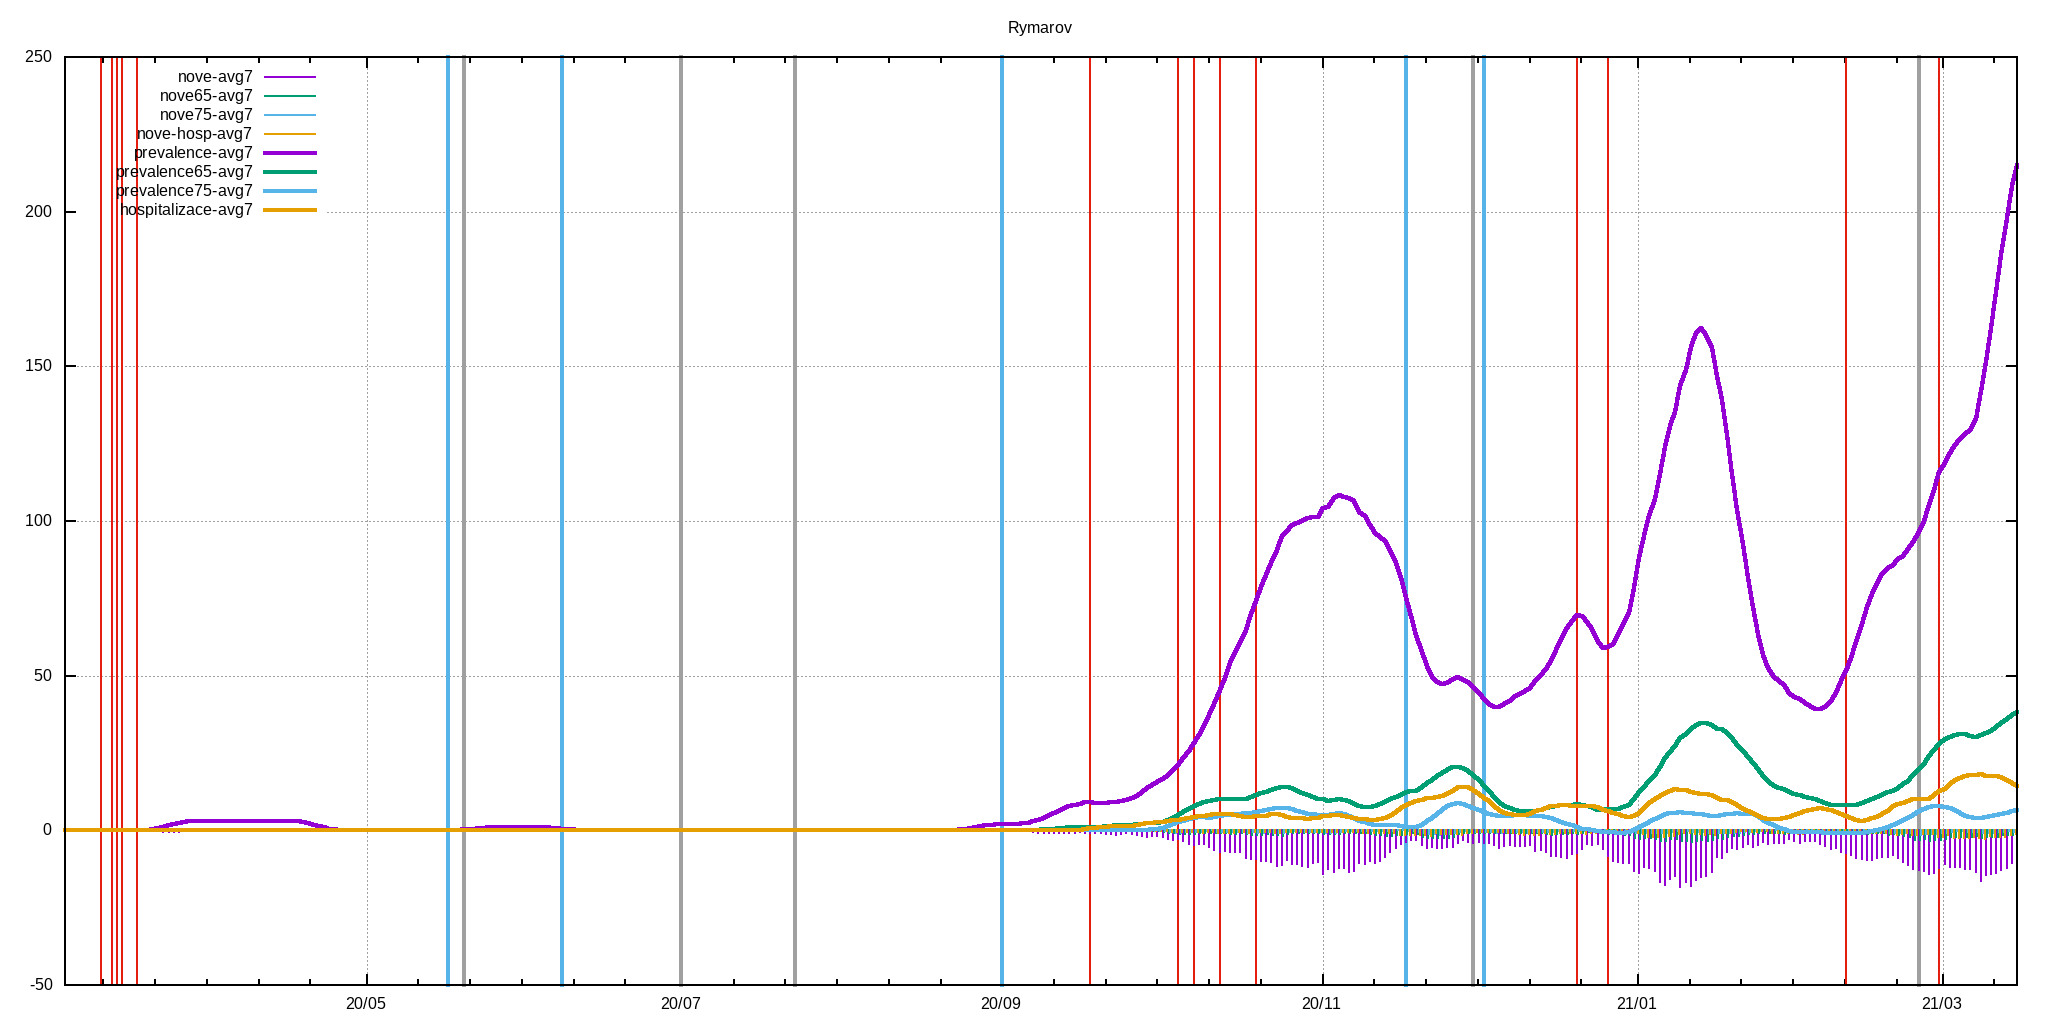 Rymarov
250
200
150
100
50
0
-50
nove-avg7
nove65-avg7
nove75-avg7
nove-hosp-avg7
prevalence-avg7
prevalence65-avg7
prevalence75-avg7
hospitalizace-avg7
20/05 20/07 20/09 20/11 21/01 21/03